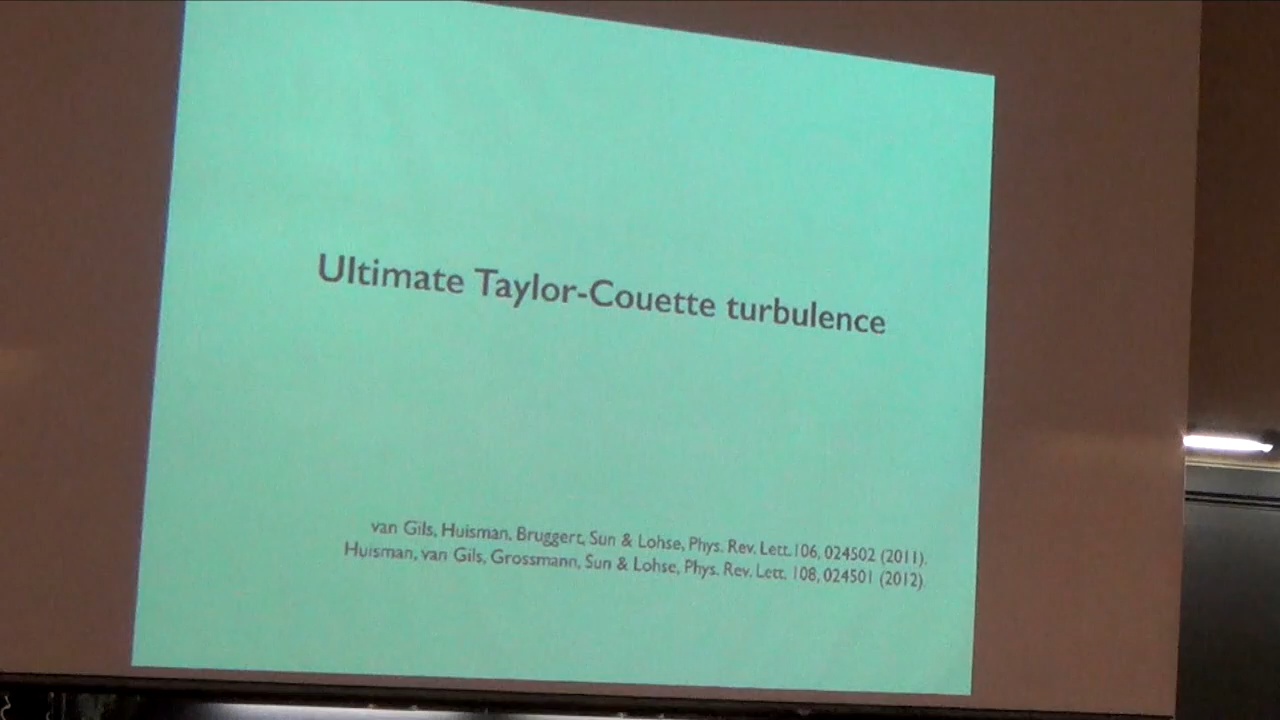 Ultimate Taylor-Couette turbulence
van Gils, Huisman, Bruggert, Sun & Lohse, Phys. Rev. Lett. 106, 024502 (2011).
Huisman, van Gils, Grossmann, Sun & Lohse, Phys. Rev. Lett. 108, 024501 (2012)